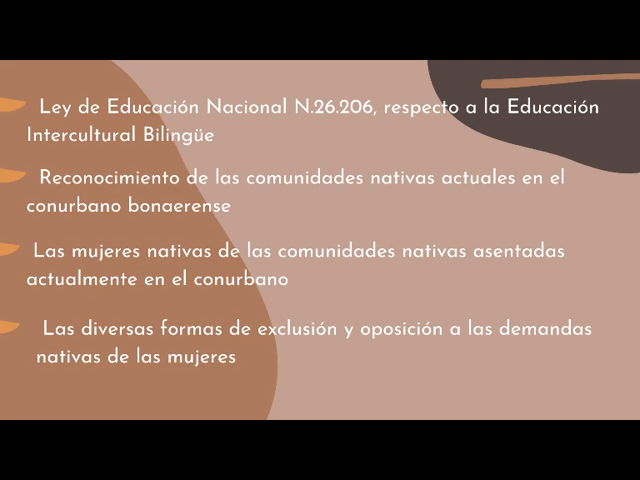 Ley de Educación Nacional N.26.206, respecto a la Educación
Intercultural Bilingüe
Reconocimiento de las comunidades nativas actuales en el
conurbano bonaerense
Las mujeres nativas de las comunidades nativas asentadas
actualmente en el conurbano
Las diversas formas de exclusión y oposición a las demandas
nativas de las mujeres